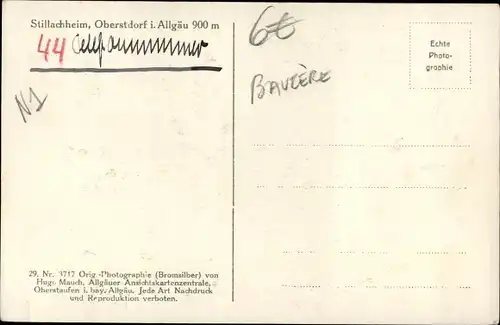 Stillachheim, Oberstdorf i. Allgäu 900 m
44 Telefonnummer
N1
6€
BAVIÈRE
Echte
Photo-
graphie
29. Nr. 3717 Orig.-Photographie (Bromsilber) von
Hugo Mauch, Allgäuer Ansichtskartenzentrale,
Oberstaufen i. bay. Allgäu. Jede Art Nachdruck
und Reproduktion verboten.